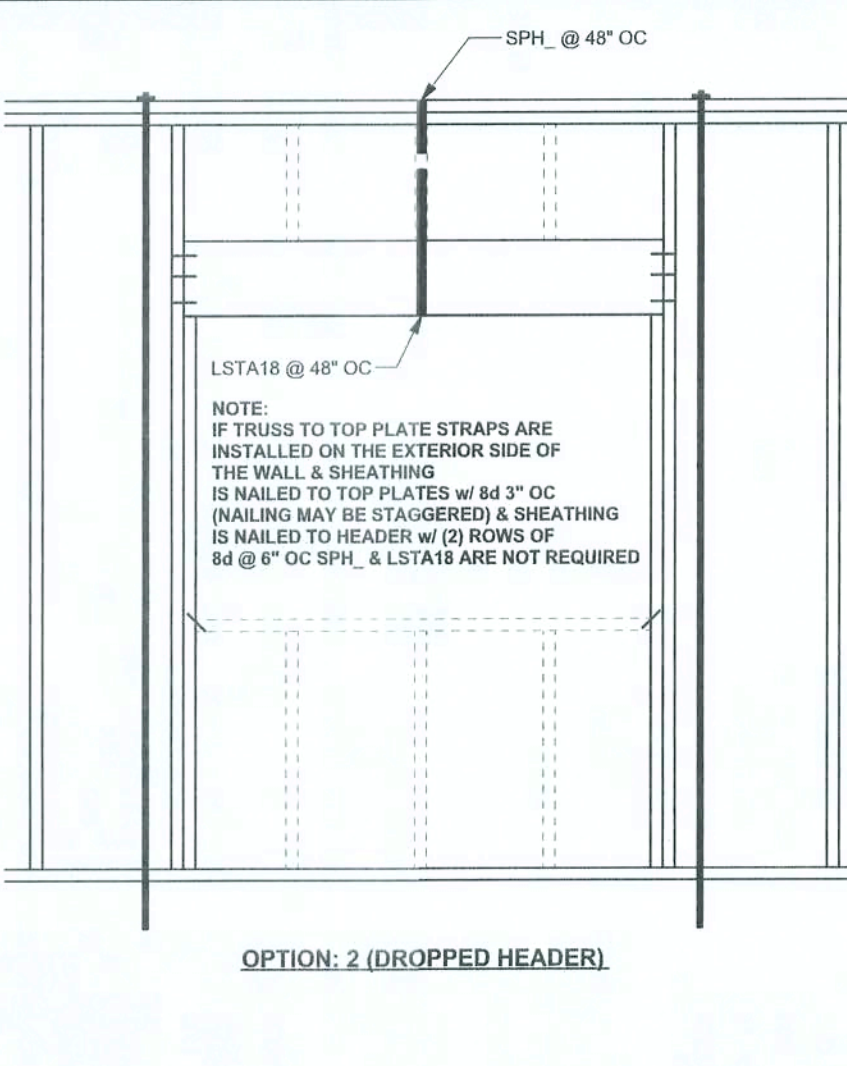 SPH_ @ 48" OC
LSTA18 @ 48" OC
NOTE:
IF TRUSS TO TOP PLATE STRAPS ARE
INSTALLED ON THE EXTERIOR SIDE OF
THE WALL & SHEATHING
IS NAILED TO TOP PLATES w/ 8d 3" OC
(NAILING MAY BE STAGGERED) & SHEATHING
IS NAILED TO HEADER w/ (2) ROWS OF
8d @ 6" OC SPH_ & LSTA18 ARE NOT REQUIRED
OPTION: 2 (DROPPED HEADER)